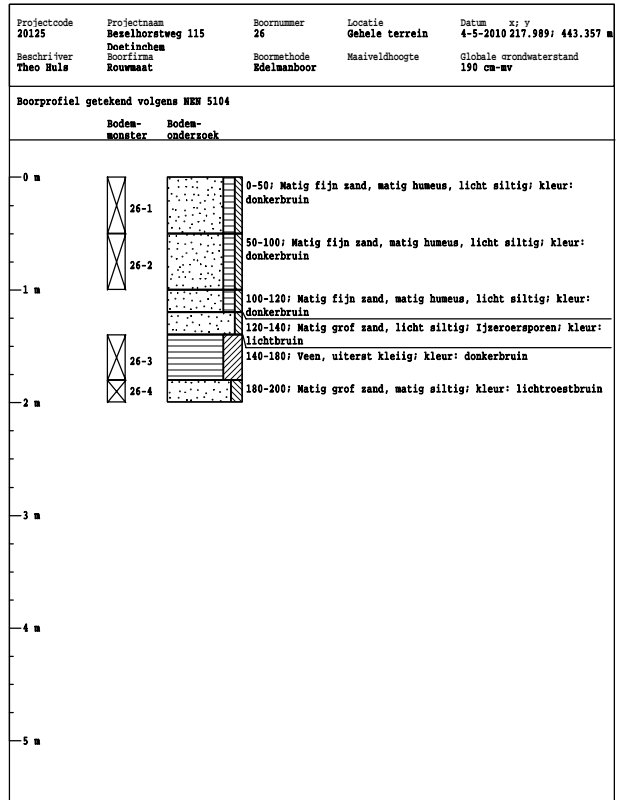 Projectcode Projectnaam Boornummer Locatie Datum x; y
20125 Bezelhorstweg 115 26 Gehele terrein 4-5-2010 217.989; 443.357 m
Doetinchem
Beschrijver Boorfirma Boormethode Maaiveldhoogte Globale grondwaterstand
Theo Huls Rouwmaat Edelmanboor 190 cm-mv
Boorprofiel getekend volgens NEN 5104
Bodem- Bodem-
monster onderzoek
0 m
0-50; Matig fijn zand, matig humeus, licht siltig; kleur:
donkerbruin
26-1
50-100; Matig fijn zand, matig humeus, licht siltig; kleur:
donkerbruin
26-2
1 m
100-120; Matig fijn zand, matig humeus, licht siltig; kleur:
donkerbruin
120-140; Matig grof zand, licht siltig; Ijzeroersporen; kleur:
lichtbruin
140-180; Veen, uiterst kleiig; kleur: donkerbruin
26-3
180-200; Matig grof zand, matig siltig; kleur: lichtroestbruin
26-4
2 m
3 m
4 m
5 m